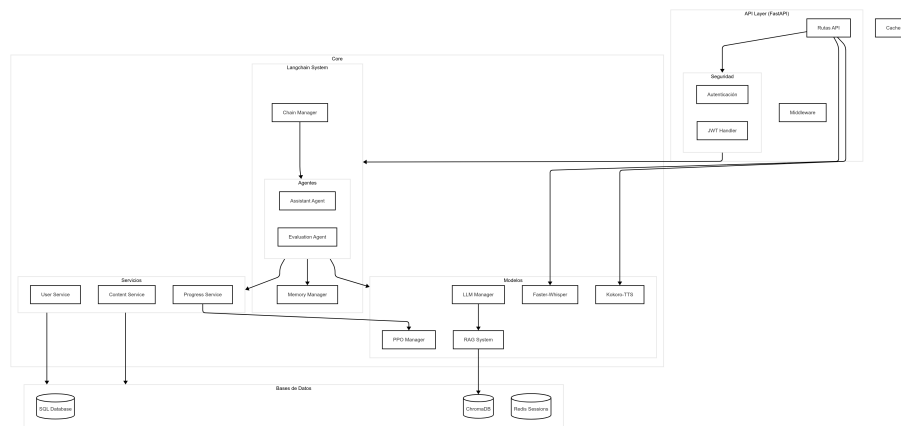 API Layer (FastAPI)
Rutas API
Cache
Core
Langchain System
Seguridad
Autenticación
Chain Manager
Middleware
JWT Handler
Agentes
Assistant Agent
Evaluation Agent
Servicios
Modelos
User Service
Content Service
Progress Service
Memory Manager
LLM Manager
Faster-Whisper
Kokoro-TTS
PPO Manager
RAG System
Bases de Datos
SQL Database
ChromaDB
Redis Sessions